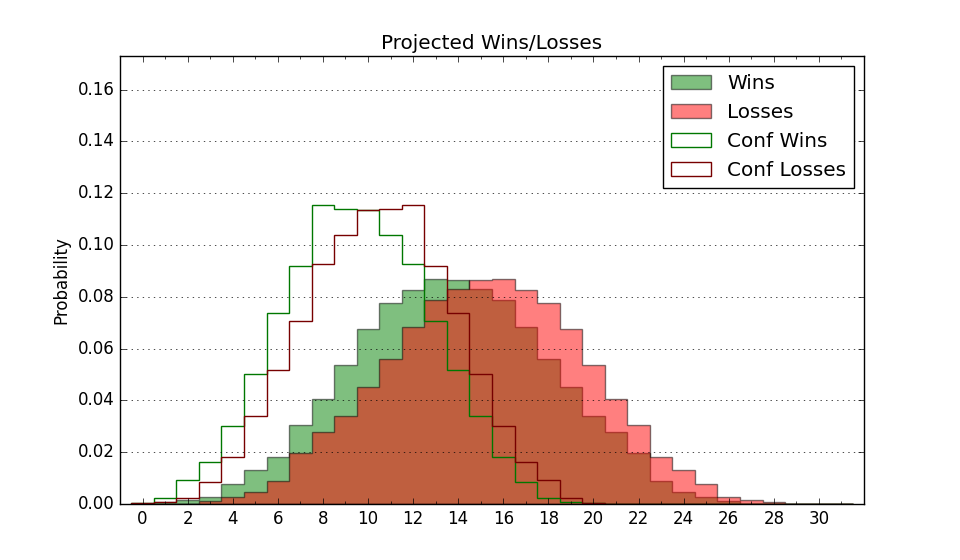 Projected Wins/Losses
Probability
0.16
0.14
0.12
0.10
0.08
0.06
0.04
0.02
0.00
0 2 4 6 8 10 12 14 16 18 20 22 24 26 28 30
Wins
Losses
Conf Wins
Conf Losses